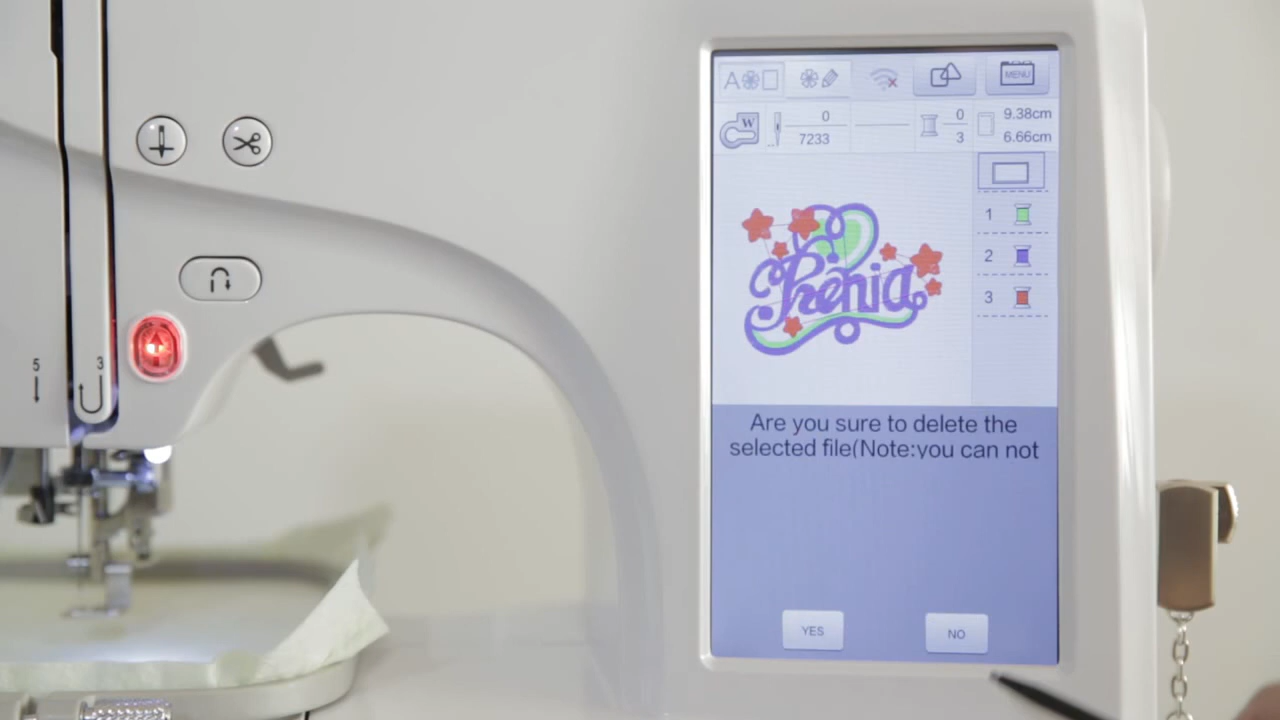 A
MENU
W
0
7233
0
3
9.38cm
6.66cm
1
2
3
Phenia
Are you sure to delete the
selected file(Note:you can not
YES
NO
5
3